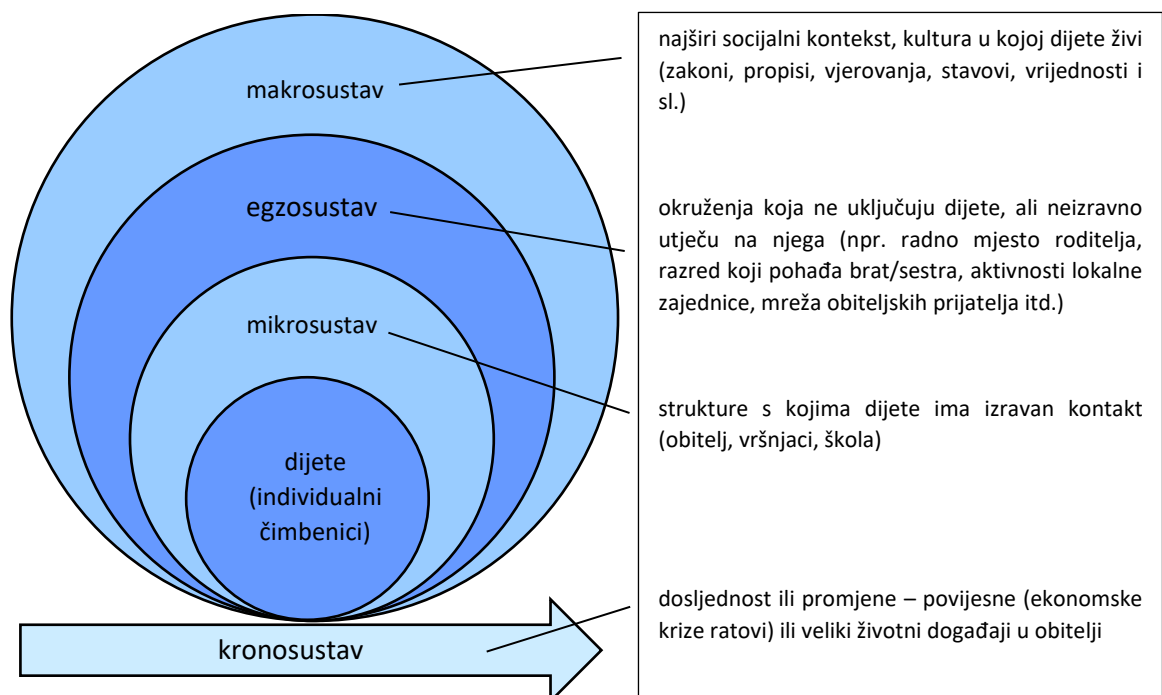 makrosustav
najširi socijalni kontekst, kultura u kojoj dijete živi
(zakoni, propisi, vjerovanja, stavovi, vrijednosti i
sl.)
egzosustav
okruženja koja ne uključuju dijete, ali neizravno
utječu na njega (npr. radno mjesto roditelja,
razred koji pohađa brat/sestra, aktivnosti lokalne
zajednice, mreža obiteljskih prijatelja itd.)
mikrosustav
strukture s kojima dijete ima izravan kontakt
(obitelj, vršnjaci, škola)
dijete
(individualni
čimbenici)
kronosustav
dosljednost ili promjene – povijesne (ekonomske
krize ratovi) ili veliki životni događaji u obitelji